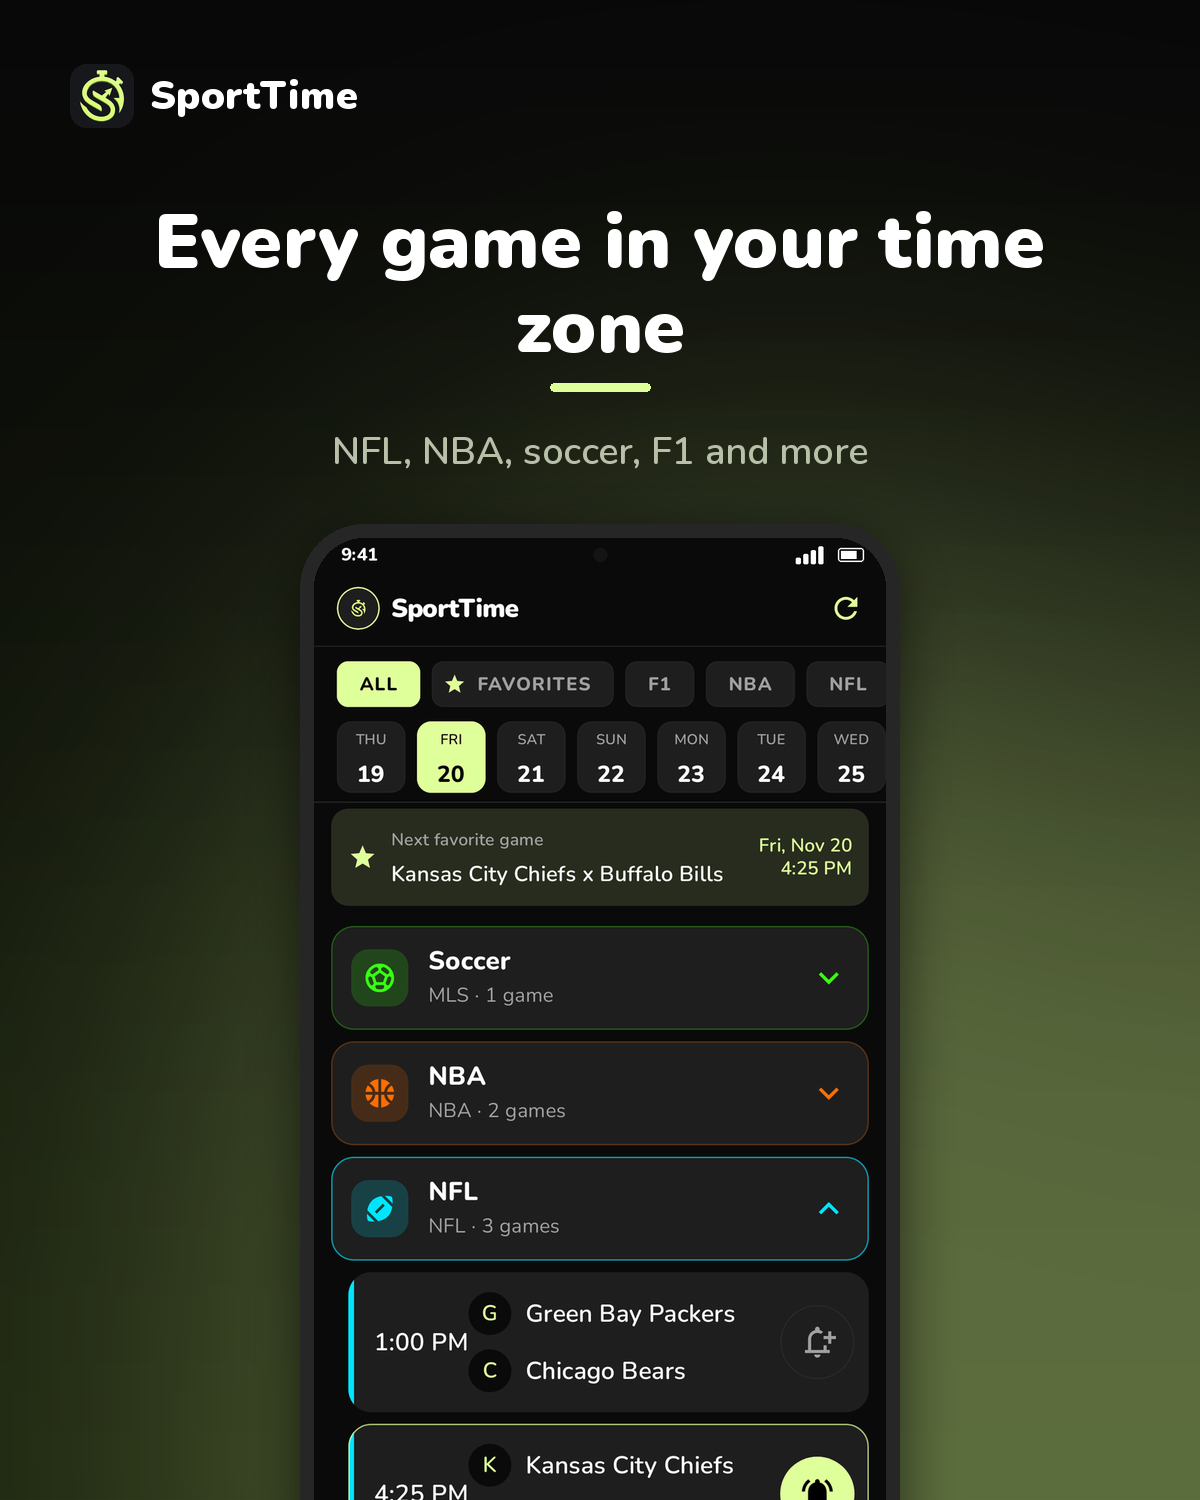 SportTime
Every game in your time
zone
NFL, NBA, soccer, F1 and more
9:41
SportTime
ALL FAVORITES F1 NBA NFL
THU FRI SAT SUN MON TUE WED
19 20 21 22 23 24 25
Next favorite game
Kansas City Chiefs x Buffalo Bills
Fri, Nov 20
4:25 PM
Soccer
MLS · 1 game
NBA
NBA · 2 games
NFL
NFL · 3 games
1:00 PM
G Green Bay Packers
C Chicago Bears
K Kansas City Chiefs
4:25 PM